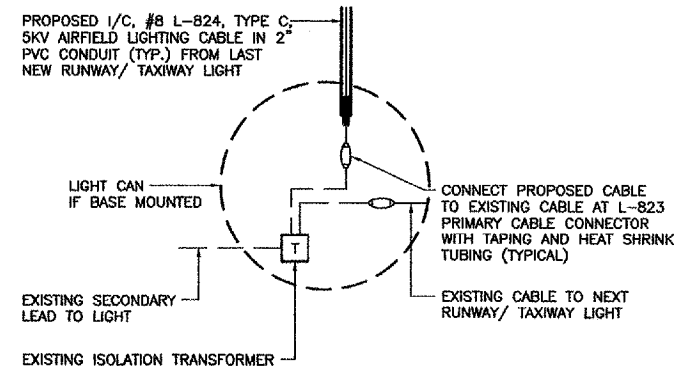 PROPOSED 1/C, #8 L-824, TYPE C,
5KV AIRFIELD LIGHTING CABLE IN 2"
PVC CONDUIT (TYP.) FROM LAST
NEW RUNWAY/ TAXIWAY LIGHT
LIGHT CAN
IF BASE MOUNTED
CONNECT PROPOSED CABLE
TO EXISTING CABLE AT L-823
PRIMARY CABLE CONNECTOR
WITH TAPING AND HEAT SHRINK
TUBING (TYPICAL)
T
EXISTING SECONDARY
LEAD TO LIGHT
EXISTING CABLE TO NEXT
RUNWAY/ TAXIWAY LIGHT
EXISTING ISOLATION TRANSFORMER